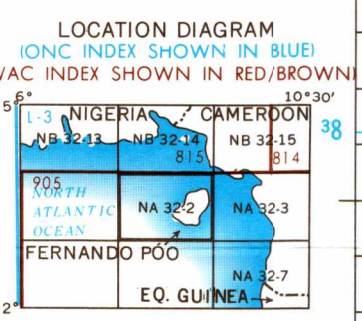 LOCATION DIAGRAM
(ONC INDEX SHOWN IN BLUE)
WAC INDEX SHOWN IN RED/BROWN)
6° 10°30'
5°
L-3 NIGERIA CAMEROON
NB 32-13 NB 32-14 NB 32-15 38
815 814
905
NORTH
ATLANTIC NA 32-2 NA 32-3
OCEAN
FERNANDO PÓO
NA 32-7
EQ. GUINEA
2°